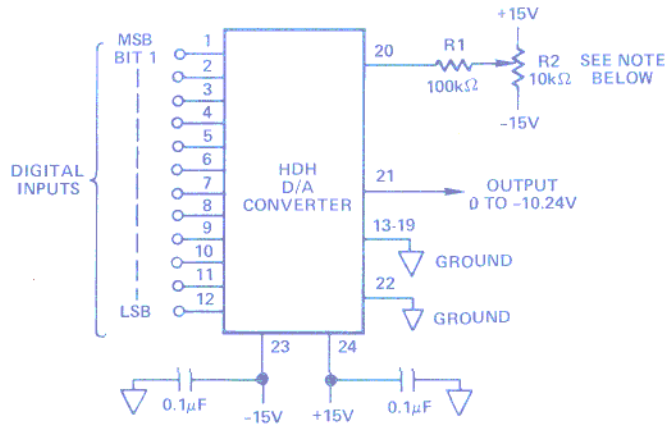 MSB
BIT 1
DIGITAL
INPUTS
LSB
1
2
3
4
5
6
7
8
9
10
11
12
HDH
D/A
CONVERTER
20
R1
100kΩ
+15V
R2
10kΩ
-15V
SEE NOTE
BELOW
21
OUTPUT
0 TO -10.24V
13-19
GROUND
22
GROUND
23
24
0.1μF
-15V
+15V
0.1μF